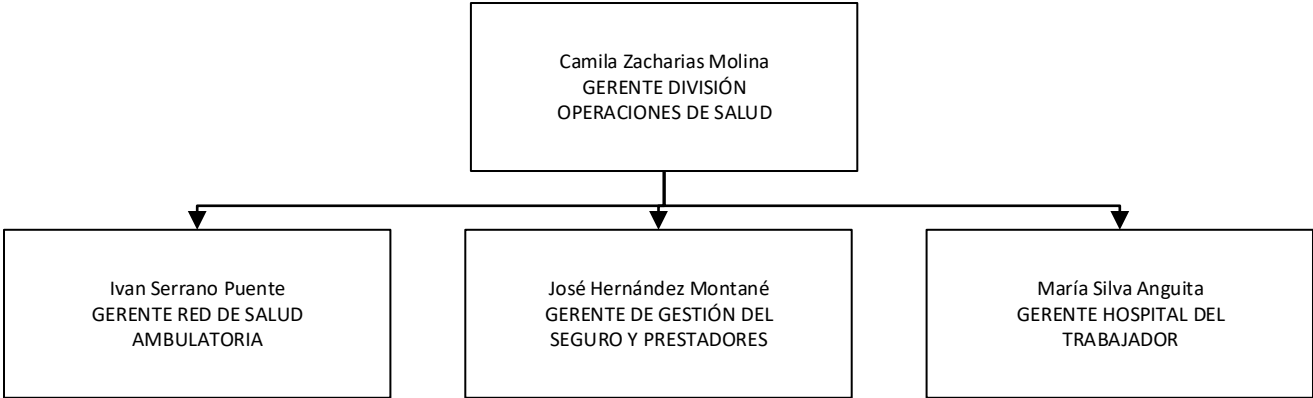 Camila Zacharias Molina
GERENTE DIVISIÓN
OPERACIONES DE SALUD
Ivan Serrano Puente
GERENTE RED DE SALUD
AMBULATORIA
José Hernández Montané
GERENTE DE GESTIÓN DEL
SEGURO Y PRESTADORES
María Silva Anguita
GERENTE HOSPITAL DEL
TRABAJADOR